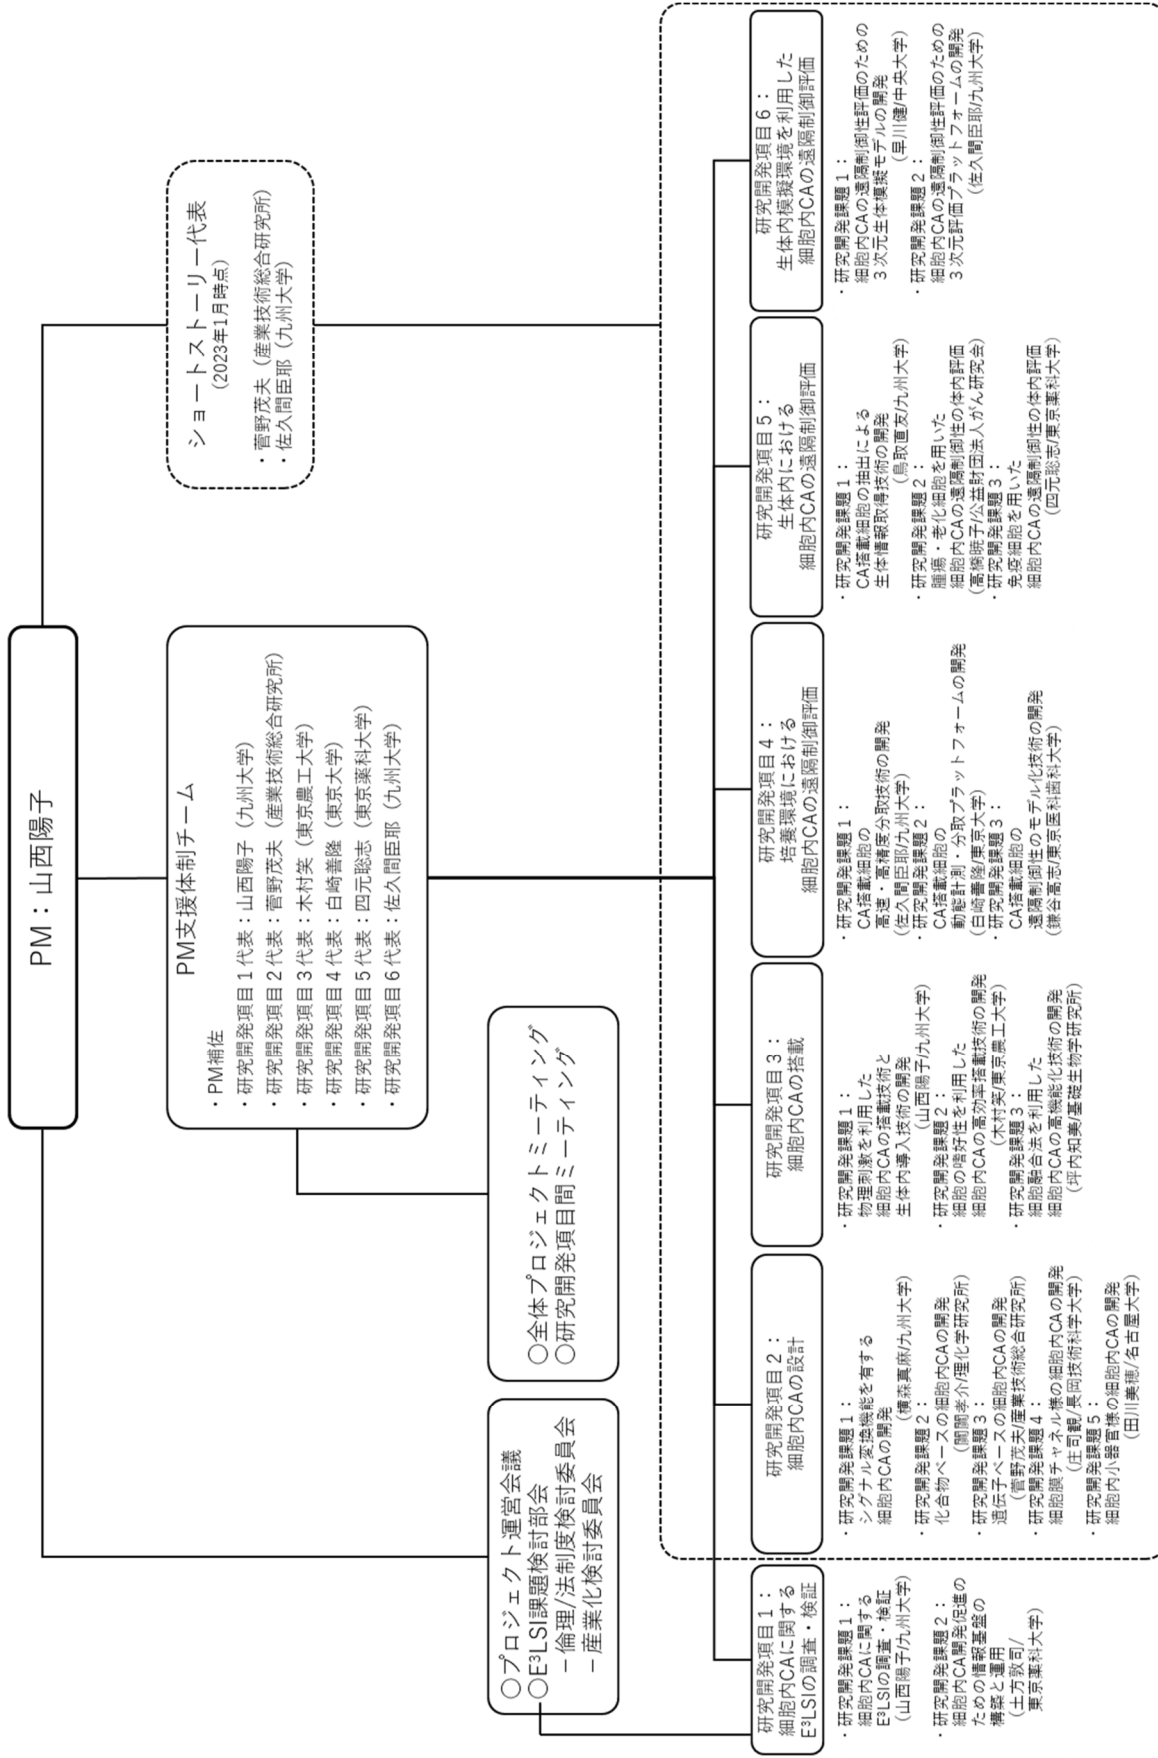 PM：山西陽子
PM支援体制チーム
・PM補佐
・研究開発項目1代表：山西陽子（九州大学）
・研究開発項目2代表：菅野茂夫（産業技術総合研究所）
・研究開発項目3代表：木村笑（東京農工大学）
・研究開発項目4代表：白崎善隆（東京大学）
・研究開発項目5代表：四元聡志（東京薬科大学）
・研究開発項目6代表：佐久間臣耶（九州大学）
ショートストーリー代表
（2023年1月時点）
・菅野茂夫（産業技術総合研究所）
・佐久間臣耶（九州大学）
○プロジェクト運営会議
○E³LSI課題検討部会
－倫理/法制度検討委員会
－産業化検討委員会
○全体プロジェクトミーティング
○研究開発項目間ミーティング
研究開発項目1：
細胞内CAに関する
E³LSIの調査・検証
・研究開発課題1：
細胞内CAに関する
E³LSIの調査・検証
(山西陽子/九州大学)
・研究開発課題2：
細胞内CA開発促進の
ための情報基盤の
構築と運用
(土方敦司/
東京薬科大学)
研究開発項目2：
細胞内CAの設計
・研究開発課題1：
シグナル変換機能を有する
細胞内CAの開発
(横森真麻/九州大学)
・研究開発課題2：
化合物ベースの細胞内CAの開発
(闐闐孝介/理化学研究所)
・研究開発課題3：
遺伝子ベースの細胞内CAの開発
(菅野茂夫/産業技術総合研究所)
・研究開発課題4：
細胞膜チャネル様の細胞内CAの開発
(庄司観/長岡技術科学大学)
・研究開発課題5：
細胞内小器官様の細胞内CAの開発
(田川美穂/名古屋大学)
研究開発項目3：
細胞内CAの搭載
・研究開発課題1：
物理刺激を利用した
細胞内CAの搭載技術と
生体内導入技術の開発
(山西陽子/九州大学)
・研究開発課題2：
細胞の嗜好性を利用した
細胞内CAの高効率搭載技術の開発
(木村笑/東京農工大学)
・研究開発課題3：
細胞融合法を利用した
細胞内CAの高機能化技術の開発
(坪内知美/基礎生物学研究所)
研究開発項目4：
培養環境における
細胞内CAの遠隔制御評価
・研究開発課題1：
CA搭載細胞の
高速・高精度分取技術の開発
(佐久間臣耶/九州大学)
・研究開発課題2：
CA搭載細胞の
動態計測・分取プラットフォームの開発
(白崎善隆/東京大学)
・研究開発課題3：
CA搭載細胞の
遠隔制御性のモデル化技術の開発
(鎌谷高志/東京医科歯科大学)
研究開発項目5：
生体内における
細胞内CAの遠隔制御評価
・研究開発課題1：
CA搭載細胞の抽出による
生体情報取得技術の開発
(鳥取直友/九州大学)
・研究開発課題2：
腫瘍・老化細胞を用いた
細胞内CAの遠隔制御性の体内評価
(高橋暁子/公益財団法人がん研究会)
・研究開発課題3：
免疫細胞を用いた
細胞内CAの遠隔制御性の体内評価
(四元聡志/東京薬科大学)
研究開発項目6：
生体内模擬環境を利用した
細胞内CAの遠隔制御評価
・研究開発課題1：
細胞内CAの遠隔制御性評価のための
3次元生体模擬モデルの開発
(早川健/中央大学)
・研究開発課題2：
細胞内CAの遠隔制御性評価のための
3次元評価プラットフォームの開発
(佐久間臣耶/九州大学)